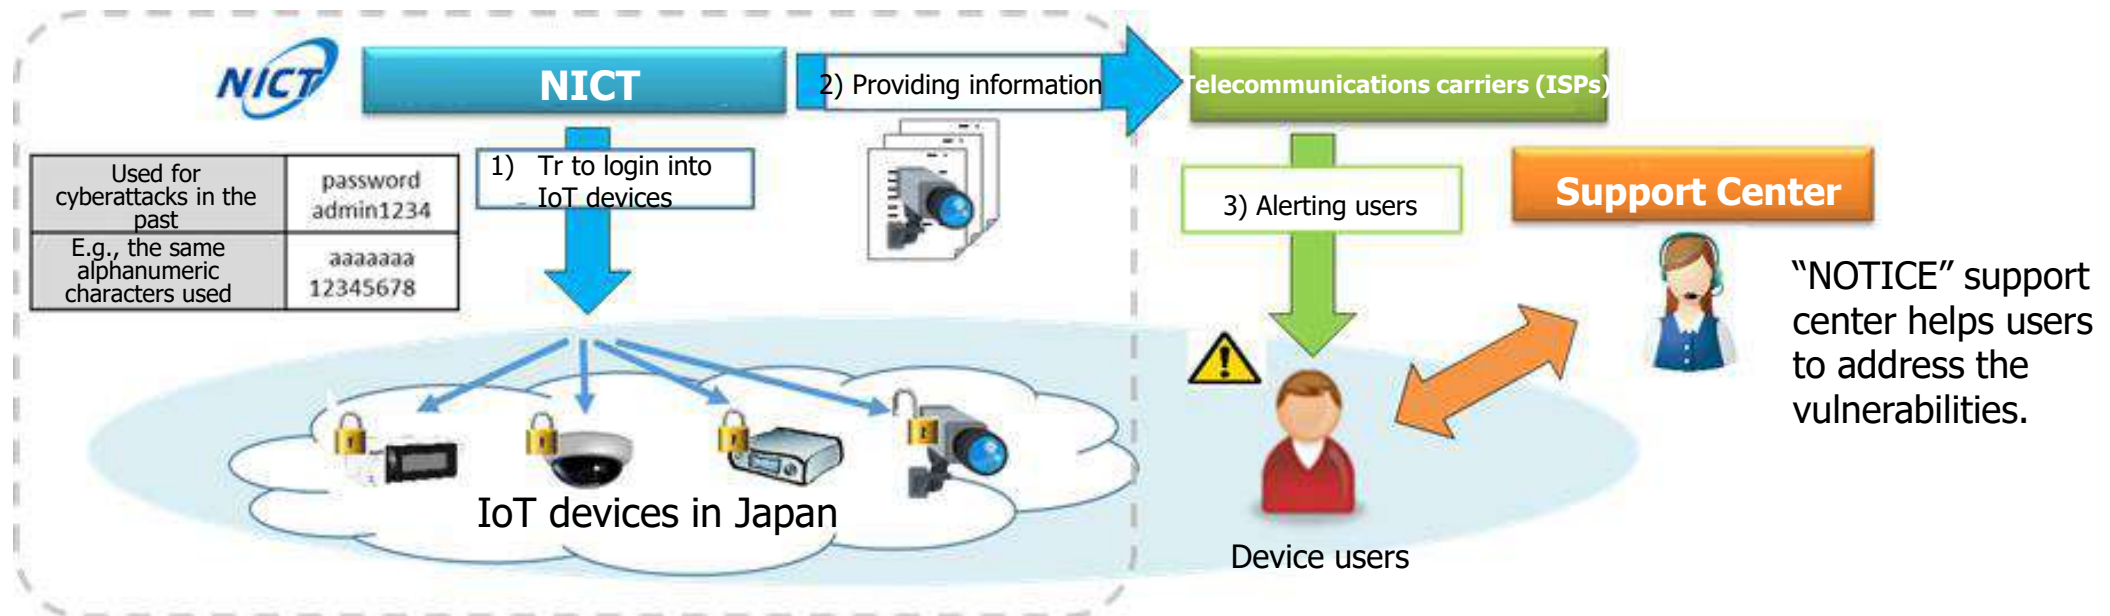 NICT
NICT
2) Providing information
Telecommunications carriers (ISPs)
Used for
cyberattacks in the
past
password
admin1234
E.g., the same
alphanumeric
characters used
aaaaaaa
12345678
1) Tr to login into
IoT devices
3) Alerting users
Support Center
“NOTICE” support
center helps users
to address the
vulnerabilities.
IoT devices in Japan
Device users